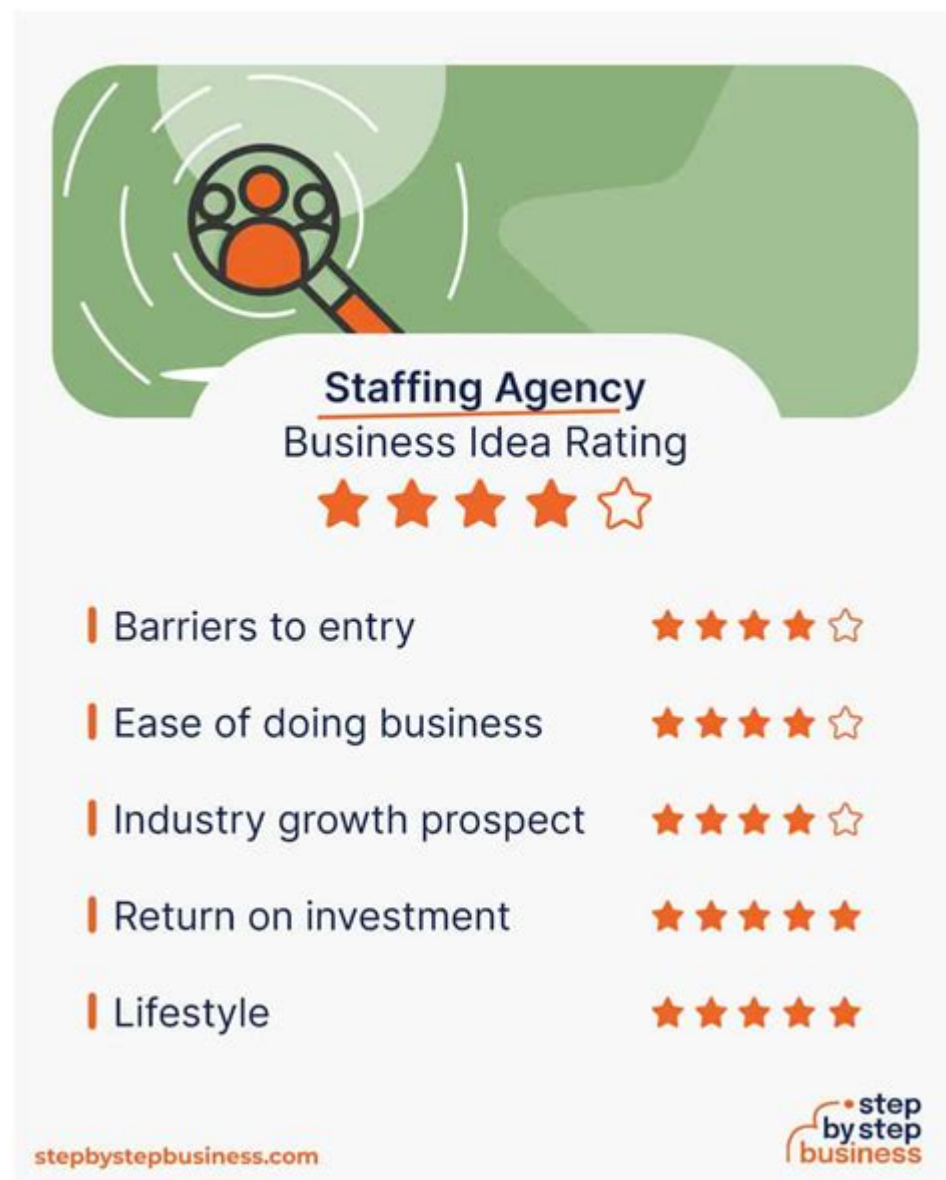 Staffing Agency
Business Idea Rating
Barriers to entry
Ease of doing business
Industry growth prospect
Return on investment
Lifestyle
stepbystepbusiness.com
step
by step
business